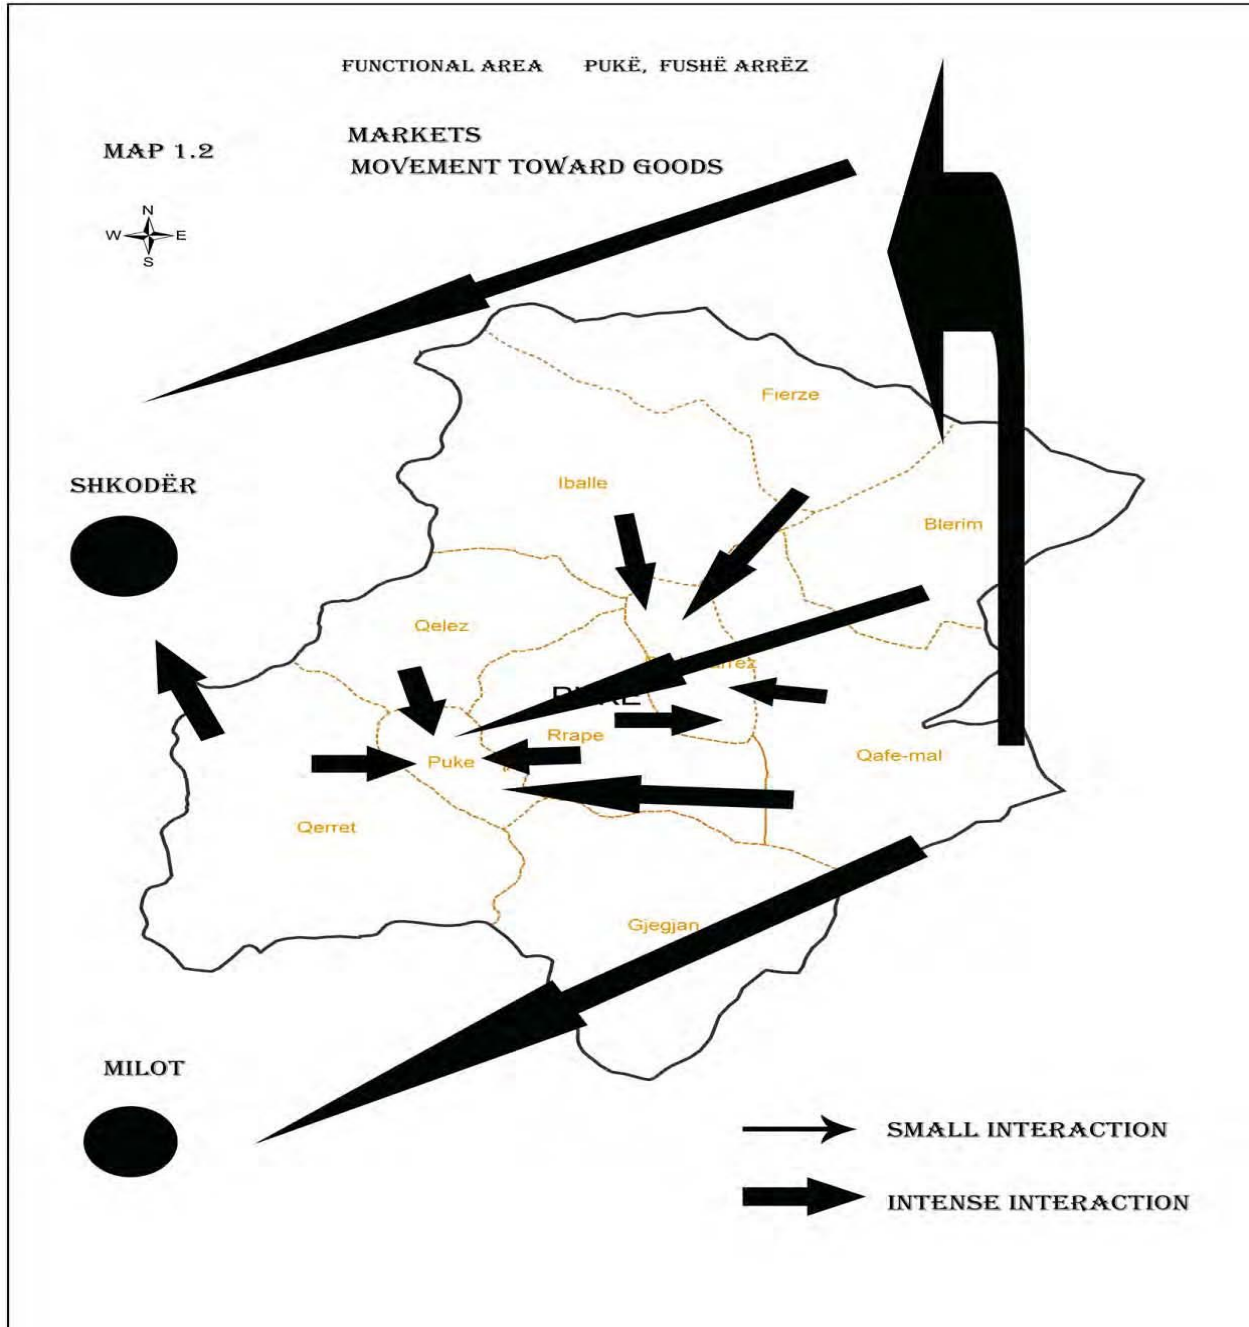 FUNCTIONAL AREA PUKË, FUSHË ARRËZ
MAP 1.2
MARKETS
MOVEMENT TOWARD GOODS
N
W E
S
Fierze
SHKODËR
Iballe
Blerim
Qelez
Rrape
Puke
Qafe-mal
Qerret
Gjegjan
MILOT
SMALL INTERACTION
INTENSE INTERACTION